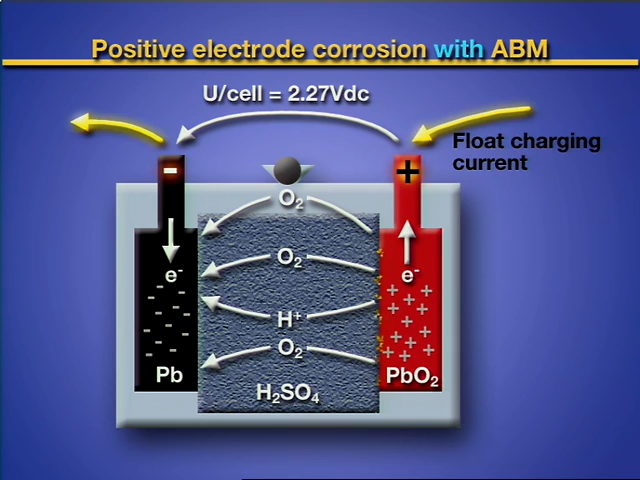 Positive electrode corrosion with ABM
U/cell = 2.27Vdc
Float charging
current
- +
O₂
O₂
e⁻ e⁻
H⁺
O₂
Pb PbO₂
H₂SO₄